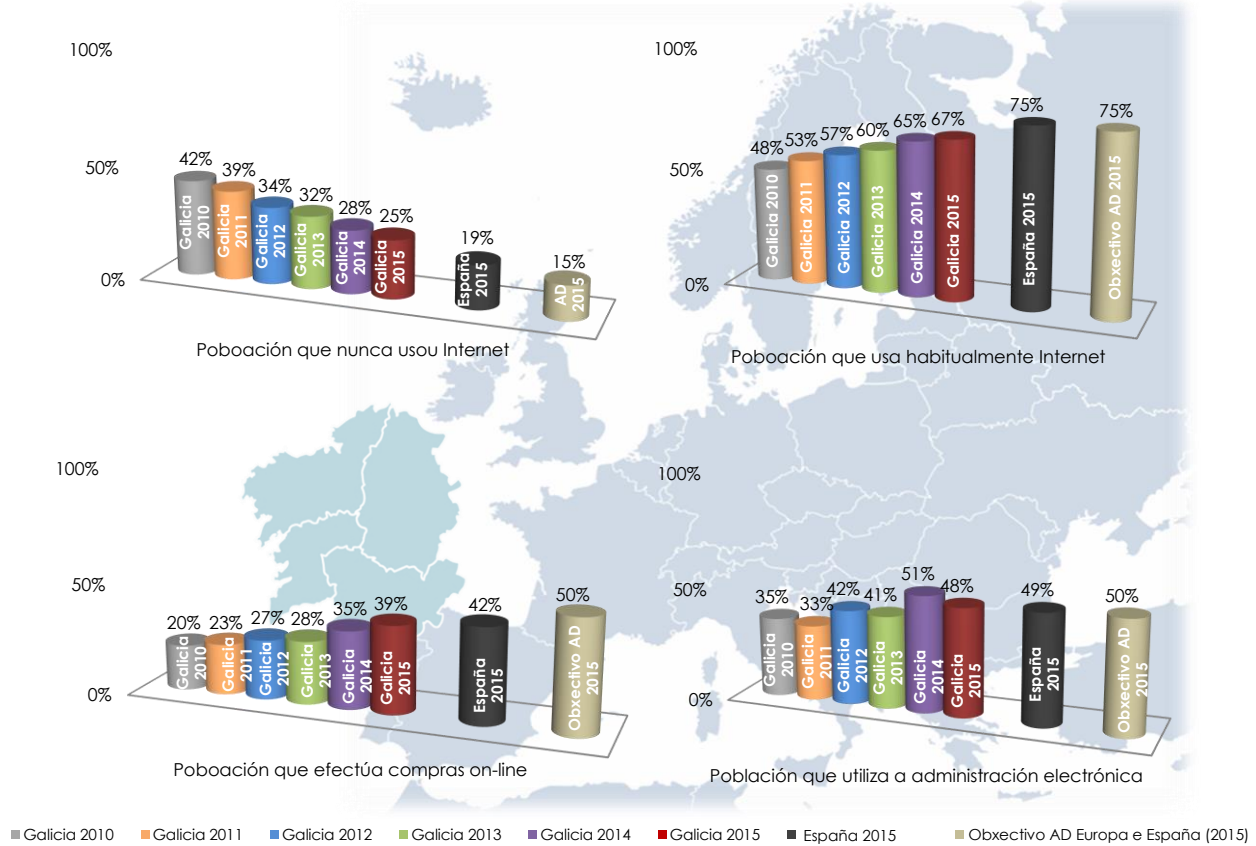 100%
50%
0%
42%
39%
34%
32%
28%
25%
19%
15%
Galicia
2010
Galicia
2011
Galicia
2012
Galicia
2013
Galicia
2014
Galicia
2015
España
2015
AD
2015
Poboación que nunca usou Internet
100%
50%
0%
48%
53%
57%
60%
65%
67%
75%
75%
Galicia 2010
Galicia 2011
Galicia 2012
Galicia 2013
Galicia 2014
Galicia 2015
España 2015
Obxectivo AD 2015
Poboación que usa habitualmente Internet
100%
50%
0%
20%
23%
27%
28%
35%
39%
42%
50%
Galicia
2010
Galicia
2011
Galicia
2012
Galicia
2013
Galicia
2014
Galicia
2015
España
2015
Obxectivo AD
2015
Poboación que efectúa compras on-line
100%
50%
0%
35%
33%
42%
41%
51%
48%
49%
50%
Galicia
2010
Galicia
2011
Galicia
2012
Galicia
2013
Galicia
2014
Galicia
2015
España
2015
Obxectivo AD
2015
Población que utiliza a administración electrónica
Galicia 2010
Galicia 2011
Galicia 2012
Galicia 2013
Galicia 2014
Galicia 2015
España 2015
Obxectivo AD Europa e España (2015)